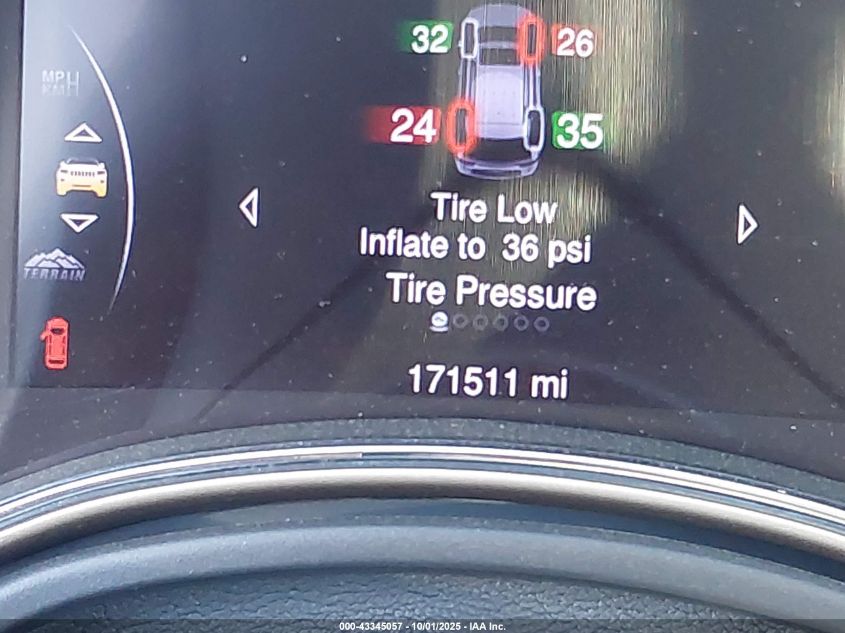 32 26
MPH
KM/H
24 35
Tire Low
Inflate to 36 psi
TERRAIN
Tire Pressure
171511 mi
000-43345057 - 10/01/2025 - IAA Inc.